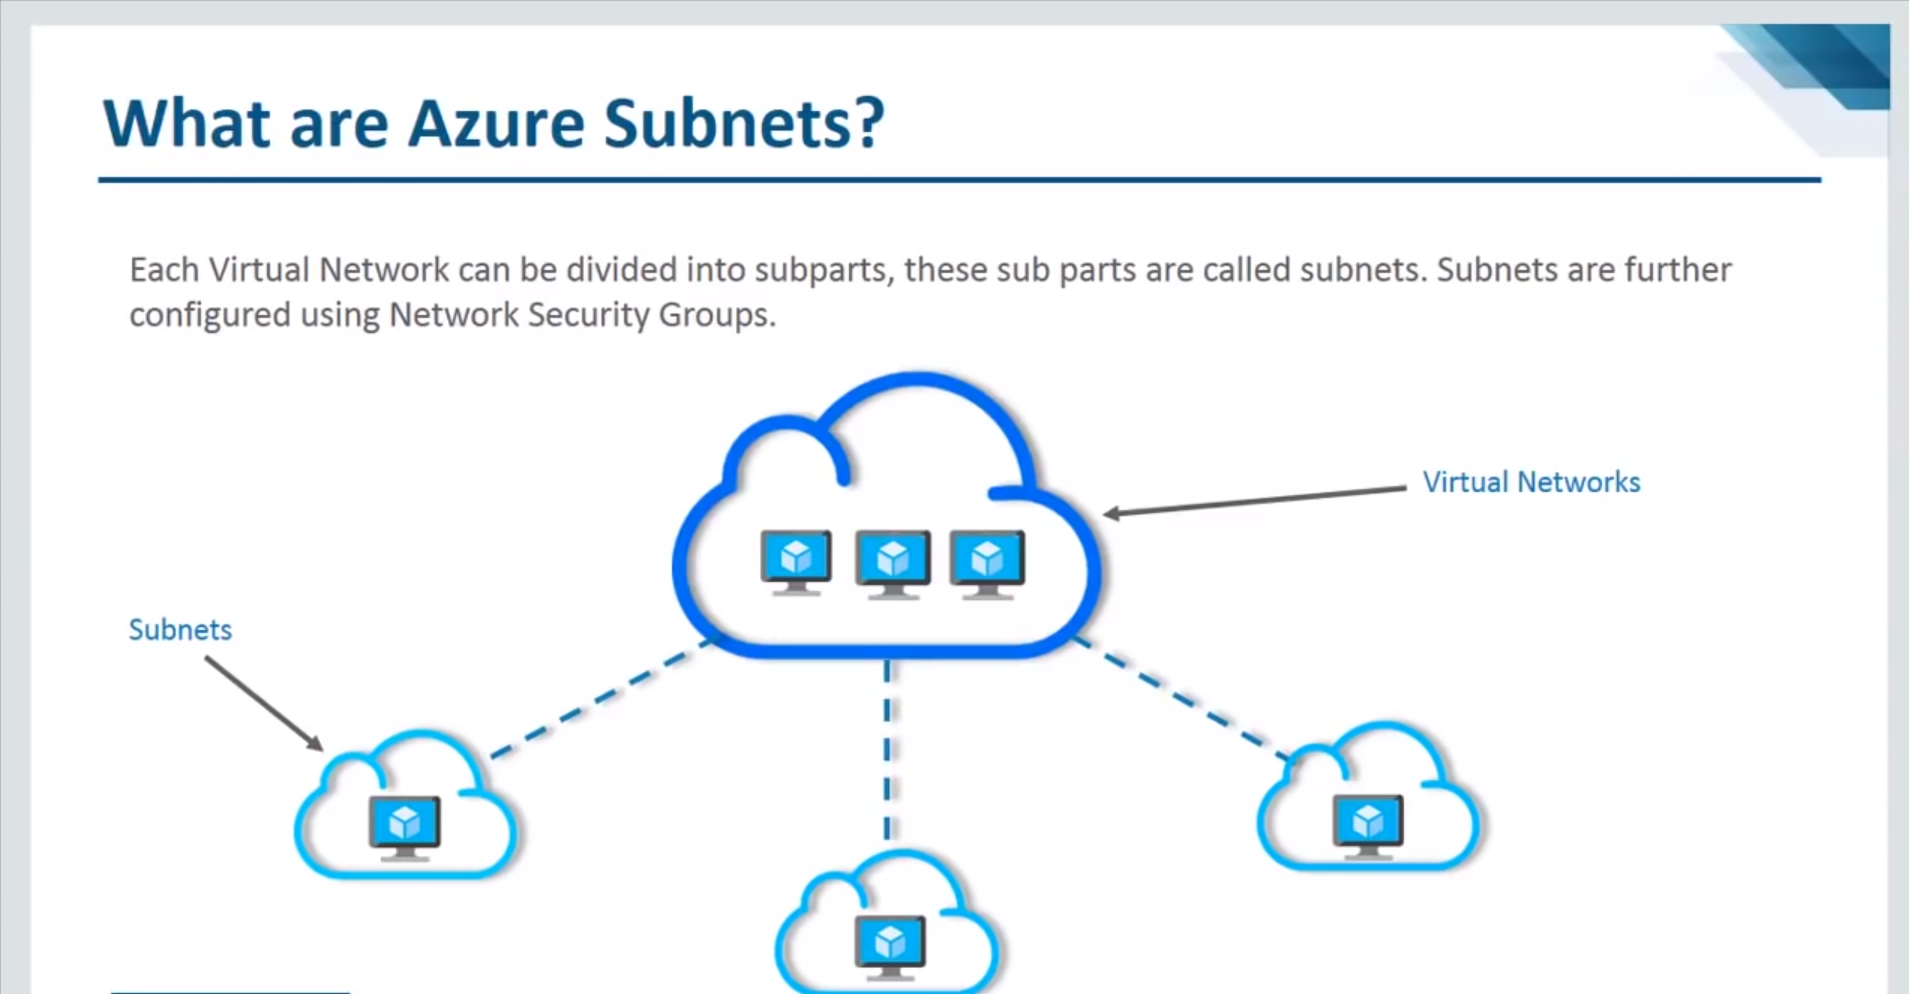 What are Azure Subnets?
Each Virtual Network can be divided into subparts, these sub parts are called subnets. Subnets are further
configured using Network Security Groups.
Virtual Networks
Subnets